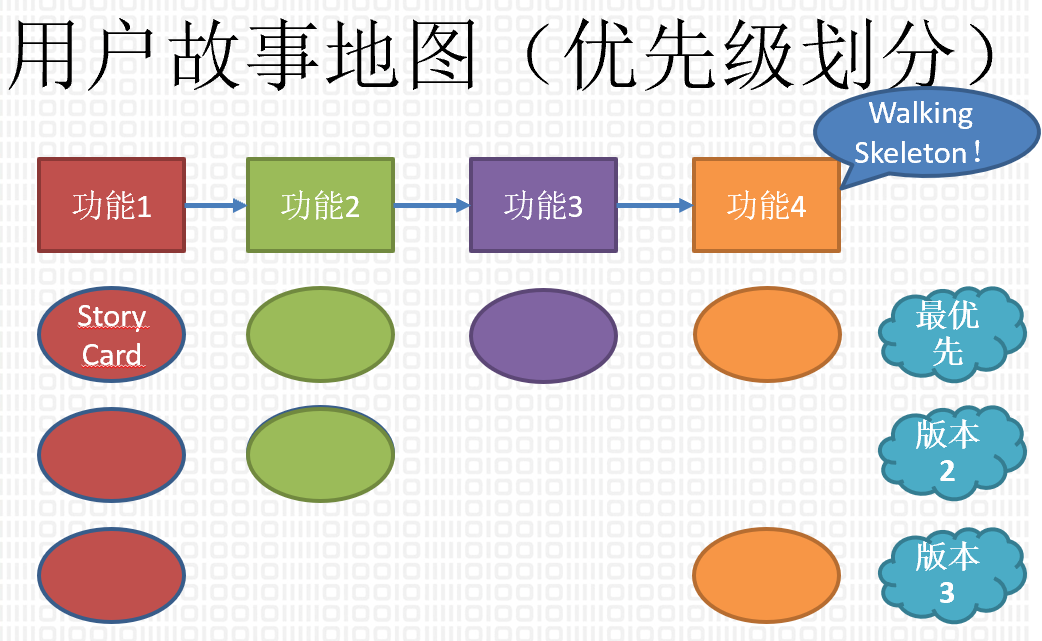 用户故事地图（优先级划分）
Walking
Skeleton！
功能1
功能2
功能3
功能4
Story
Card
最优
先
版本
2
版本
3